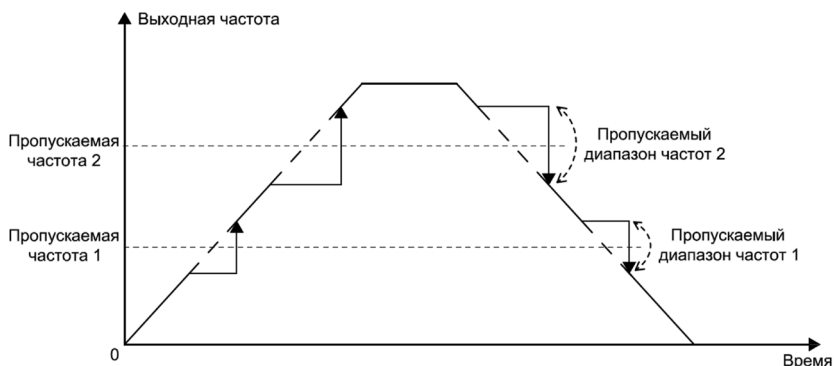 Выходная частота
Пропускаемая
частота 2
Пропускаемый
диапазон частот 2
Пропускаемая
частота 1
Пропускаемый
диапазон частот 1
0
Время